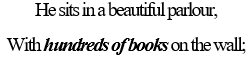 He sits in a beautiful parlour,
With hundreds of books on the wall;